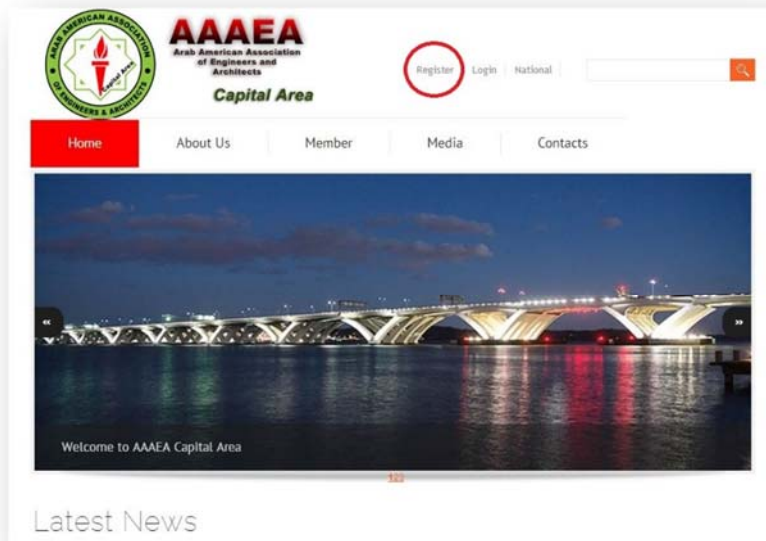 ARAB AMERICAN ASSOCIATION
OF ENGINEERS & ARCHITECTS
Capital Area
AAAEA
Arab American Association
of Engineers and
Architects
Capital Area
Register
Login
National
Home
About Us
Member
Media
Contacts
«
»
Welcome to AAAEA Capital Area
123
Latest News